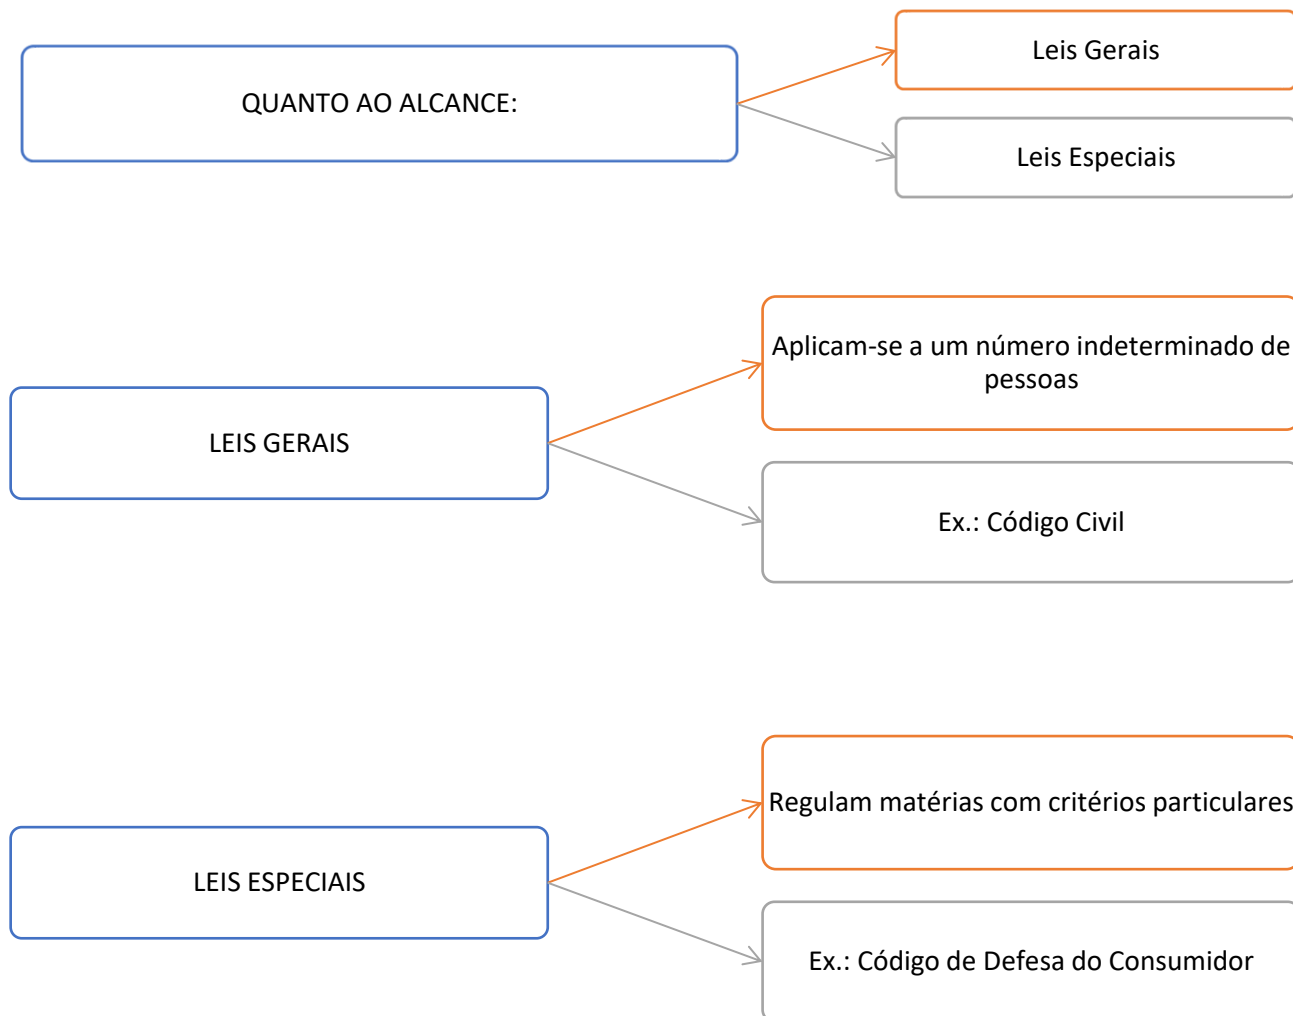 QUANTO AO ALCANCE:
Leis Gerais
Leis Especiais
LEIS GERAIS
Aplicam-se a um número indeterminado de
pessoas
Ex.: Código Civil
LEIS ESPECIAIS
Regulam matérias com critérios particulares
Ex.: Código de Defesa do Consumidor